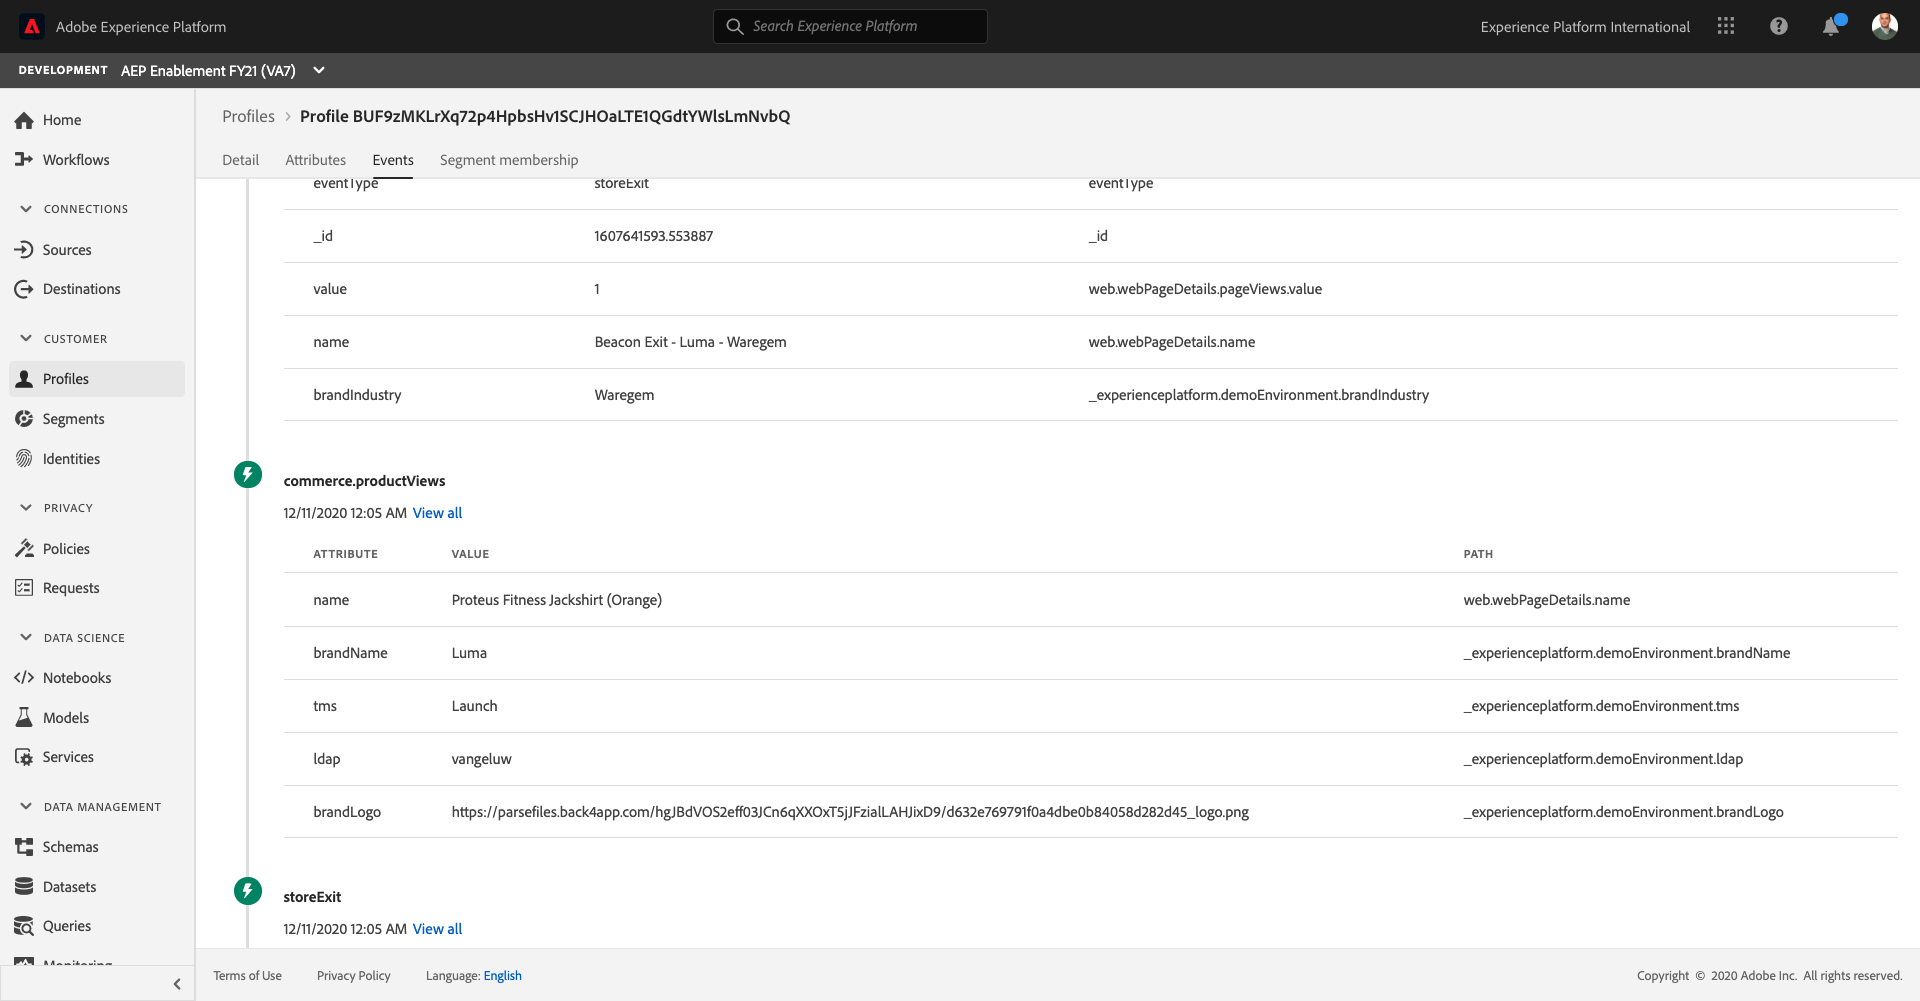 Adobe Experience Platform
Search Experience Platform
Experience Platform International
DEVELOPMENT AEP Enablement FY21 (VA7)
Home
Workflows
CONNECTIONS
Sources
Destinations
CUSTOMER
Profiles
Segments
Identities
PRIVACY
Policies
Requests
DATA SCIENCE
Notebooks
Models
Services
DATA MANAGEMENT
Schemas
Datasets
Queries
Monitoring
Profiles > Profile BUF9zMKLrXq72p4HpbsHv1SCJHOaLTE1QGdtYWlsLmNvbQ
Detail Attributes Events Segment membership
eventType storeExit eventType
_id 1607641593.553887 _id
value 1 web.webPageDetails.pageViews.value
name Beacon Exit - Luma - Waregem web.webPageDetails.name
brandIndustry Waregem _experienceplatform.demoEnvironment.brandIndustry
commerce.productViews
12/11/2020 12:05 AM View all
ATTRIBUTE VALUE PATH
name Proteus Fitness Jackshirt (Orange) web.webPageDetails.name
brandName Luma _experienceplatform.demoEnvironment.brandName
tms Launch _experienceplatform.demoEnvironment.tms
ldap vangeluw _experienceplatform.demoEnvironment.ldap
brandLogo https://parsefiles.back4app.com/hgJBdVOS2eff03JCn6qXXOxT5jJFzialLAHJixD9/d632e769791f0a4dbe0b84058d282d45_logo.png _experienceplatform.demoEnvironment.brandLogo
storeExit
12/11/2020 12:05 AM View all
Terms of Use Privacy Policy Language: English Copyright © 2020 Adobe Inc. All rights reserved.